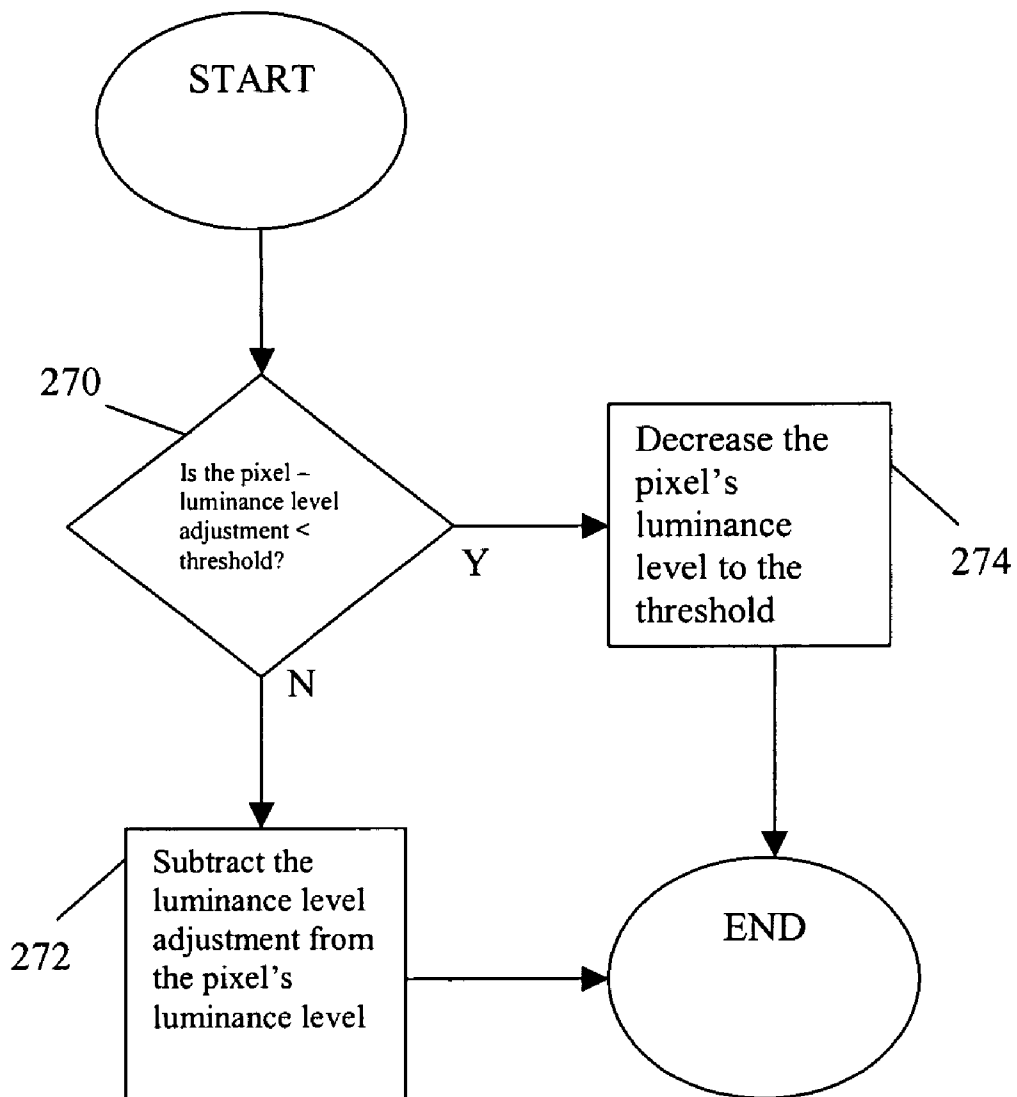 START
270
Is the pixel –
luminance level
adjustment <
threshold?
Y
N
Decrease the
pixel's
luminance
level to the
threshold
274
Subtract the
luminance level
adjustment from
the pixel's
luminance level
272
END